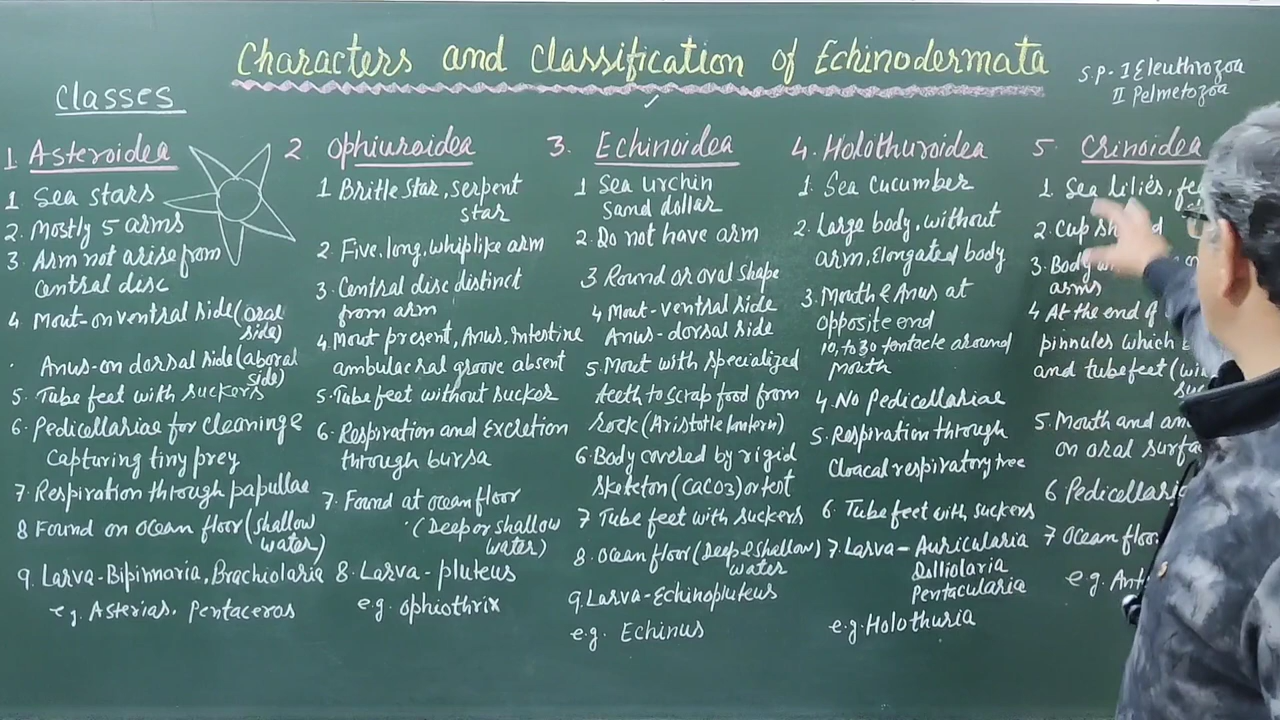 Characters and Classification of Echinodermata
S.P- I Eleuthrozoa
II Pelmetozoa
Classes
1. Asteroidea
1 Sea stars
2. Mostly 5 arms
3. Arm not arise from
central disc
4 Mout-on ventral side (oral
side)
Anus-on dorsal side (aboral
side)
5. Tube feet with suckers
6. Pedicellariae for cleaning &
Capturing tiny prey
7. Respiration through papullae
8 Found on ocean floor (shallow
water)
9. Larva-Bipinnaria, Brachiolaria
e.g. Asterias. Pentaceros
2 Ophiuroidea
1 Britle star, serpent
star
2. Five, long, whiplike arm
3. Central disc distinct
from arm
4. Mout present, Anus, Intestine
ambulacral groove absent
5. Tube feet without sucker
6. Respiration and Excretion
through bursa
7. Found at ocean floor
(Deep or shallow
water)
8. Larva-pluteus
e.g. Ophiothrix
3. Echinoidea
1 Sea urchin
Sand dollar
2. Do not have arm
3 Round or oval shape
4 Mout-ventral side
Anus-dorsal side
5. Mout with specialized
teeth to scrap food from
rock (Aristotle lantern)
6. Body covered by rigid
skeleton (CaCO3) or test
7 Tube feet with suckers
8. Ocean floor (Deep & shallow)
water
9. Larva-Echinopluteus
e.g. Echinus
4. Holothuroidea
1. Sea cucumber
2. Large body, without
arm, Elongated body
3. Mouth & Anus at
opposite end
10, to 30 tentacle around
mouth
4. No Pedicellariae
5. Respiration through
Cloacal respiratory tree
6. Tube feet with suckers
7. Larva- Auricularia
Dolliolaria
Pentacularia
e.g. Holothuria
5. Crinoidea
1. Sea lilies,
2. Cup
3. Body
arms
4 At the end of
pinnules which
and tube feet
5. Mouth and
on oral
6
7 Ocean
e.g.